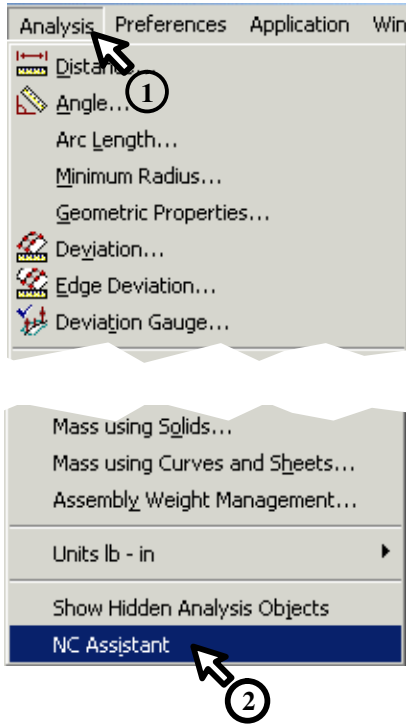 Analysis Preferences Application Win
Distance...
1
Angle...
Arc Length...
Minimum Radius...
Geometric Properties...
Deviation...
Edge Deviation...
Deviation Gauge...
Mass using Solids...
Mass using Curves and Sheets...
Assembly Weight Management...
Units lb - in
Show Hidden Analysis Objects
NC Assistant
2